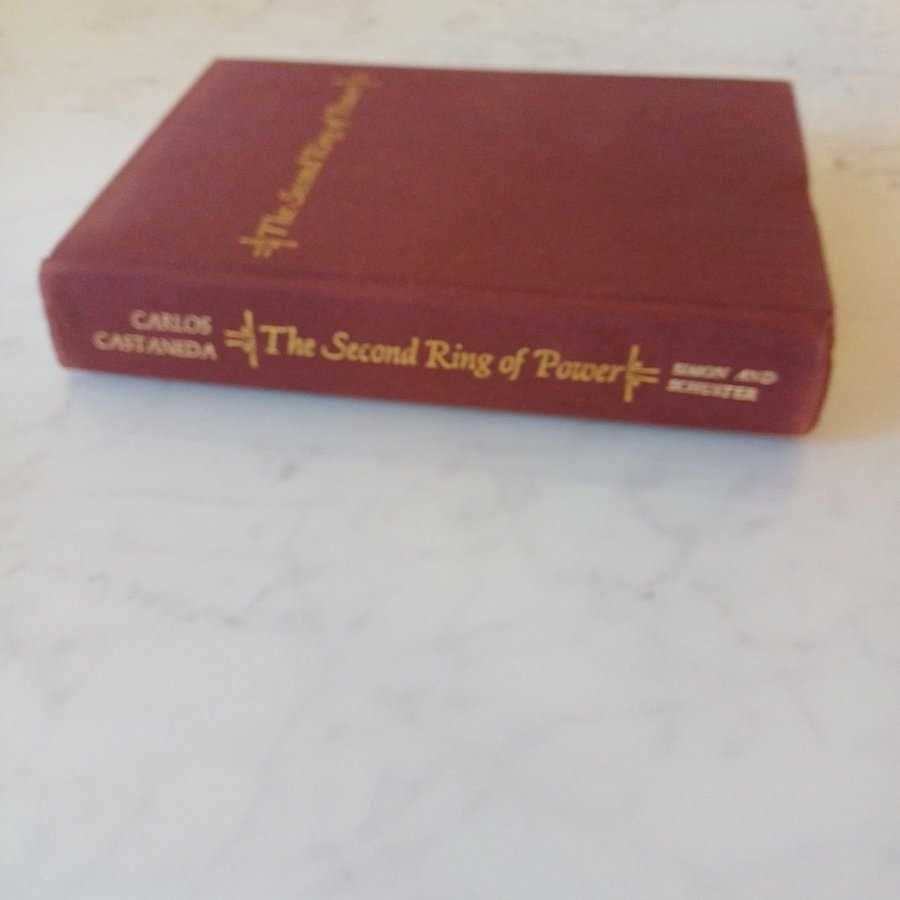 The Second Ring of Power
CARLOS
CASTANEDA
The Second Ring of Power
SIMON AND
SCHUSTER